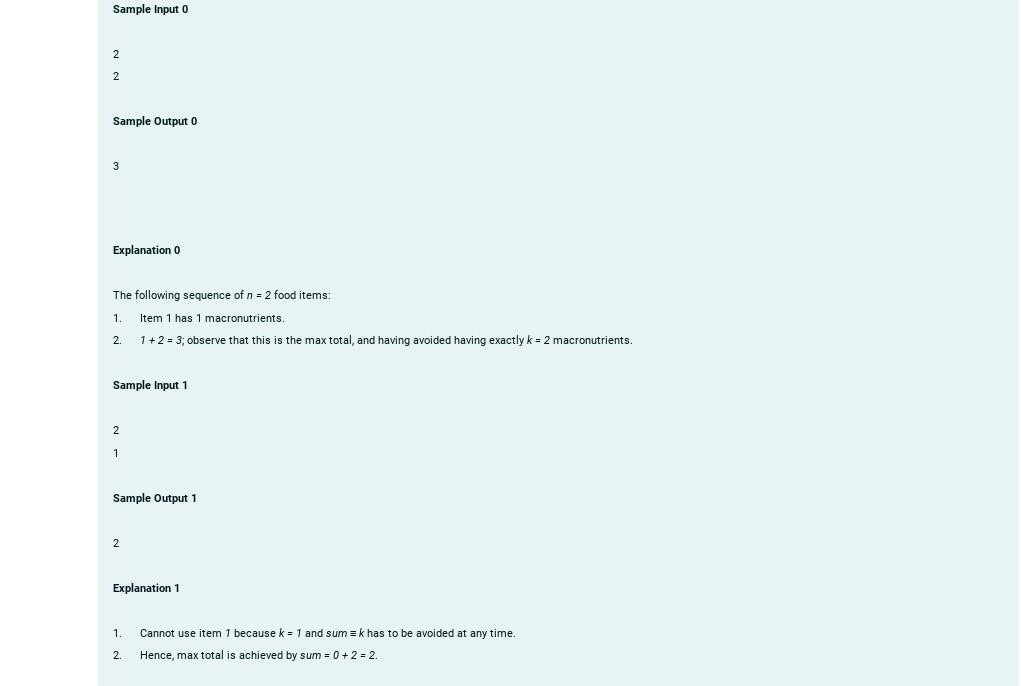 Sample Input 0
2
2
Sample Output 0
3
Explanation 0
The following sequence of n = 2 food items:
1. Item 1 has 1 macronutrients.
2. 1 + 2 = 3; observe that this is the max total, and having avoided having exactly k = 2 macronutrients.
Sample Input 1
2
1
Sample Output 1
2
Explanation 1
1. Cannot use item 1 because k = 1 and sum ≡ k has to be avoided at any time.
2. Hence, max total is achieved by sum = 0 + 2 = 2.